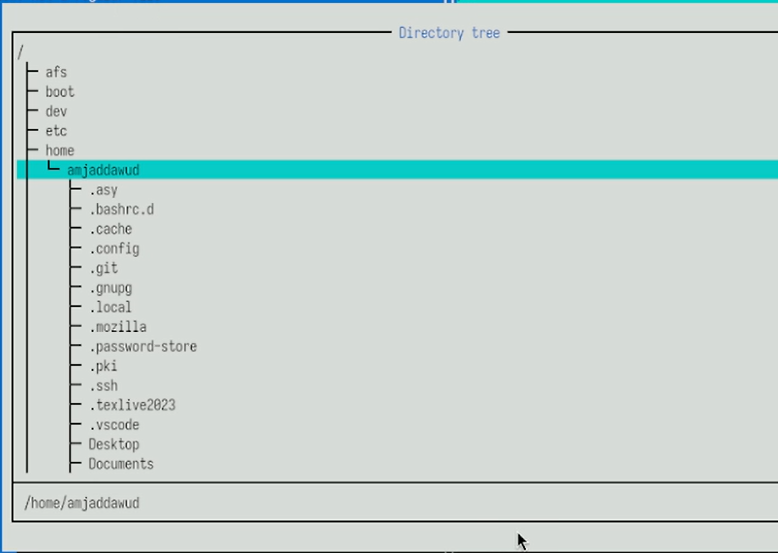 Directory tree
/
afs
boot
dev
etc
home
amjaddawud
.asy
.bashrc.d
.cache
.config
.git
.gnupg
.local
.mozilla
.password-store
.pki
.ssh
.texlive2023
.vscode
Desktop
Documents
/home/amjaddawud